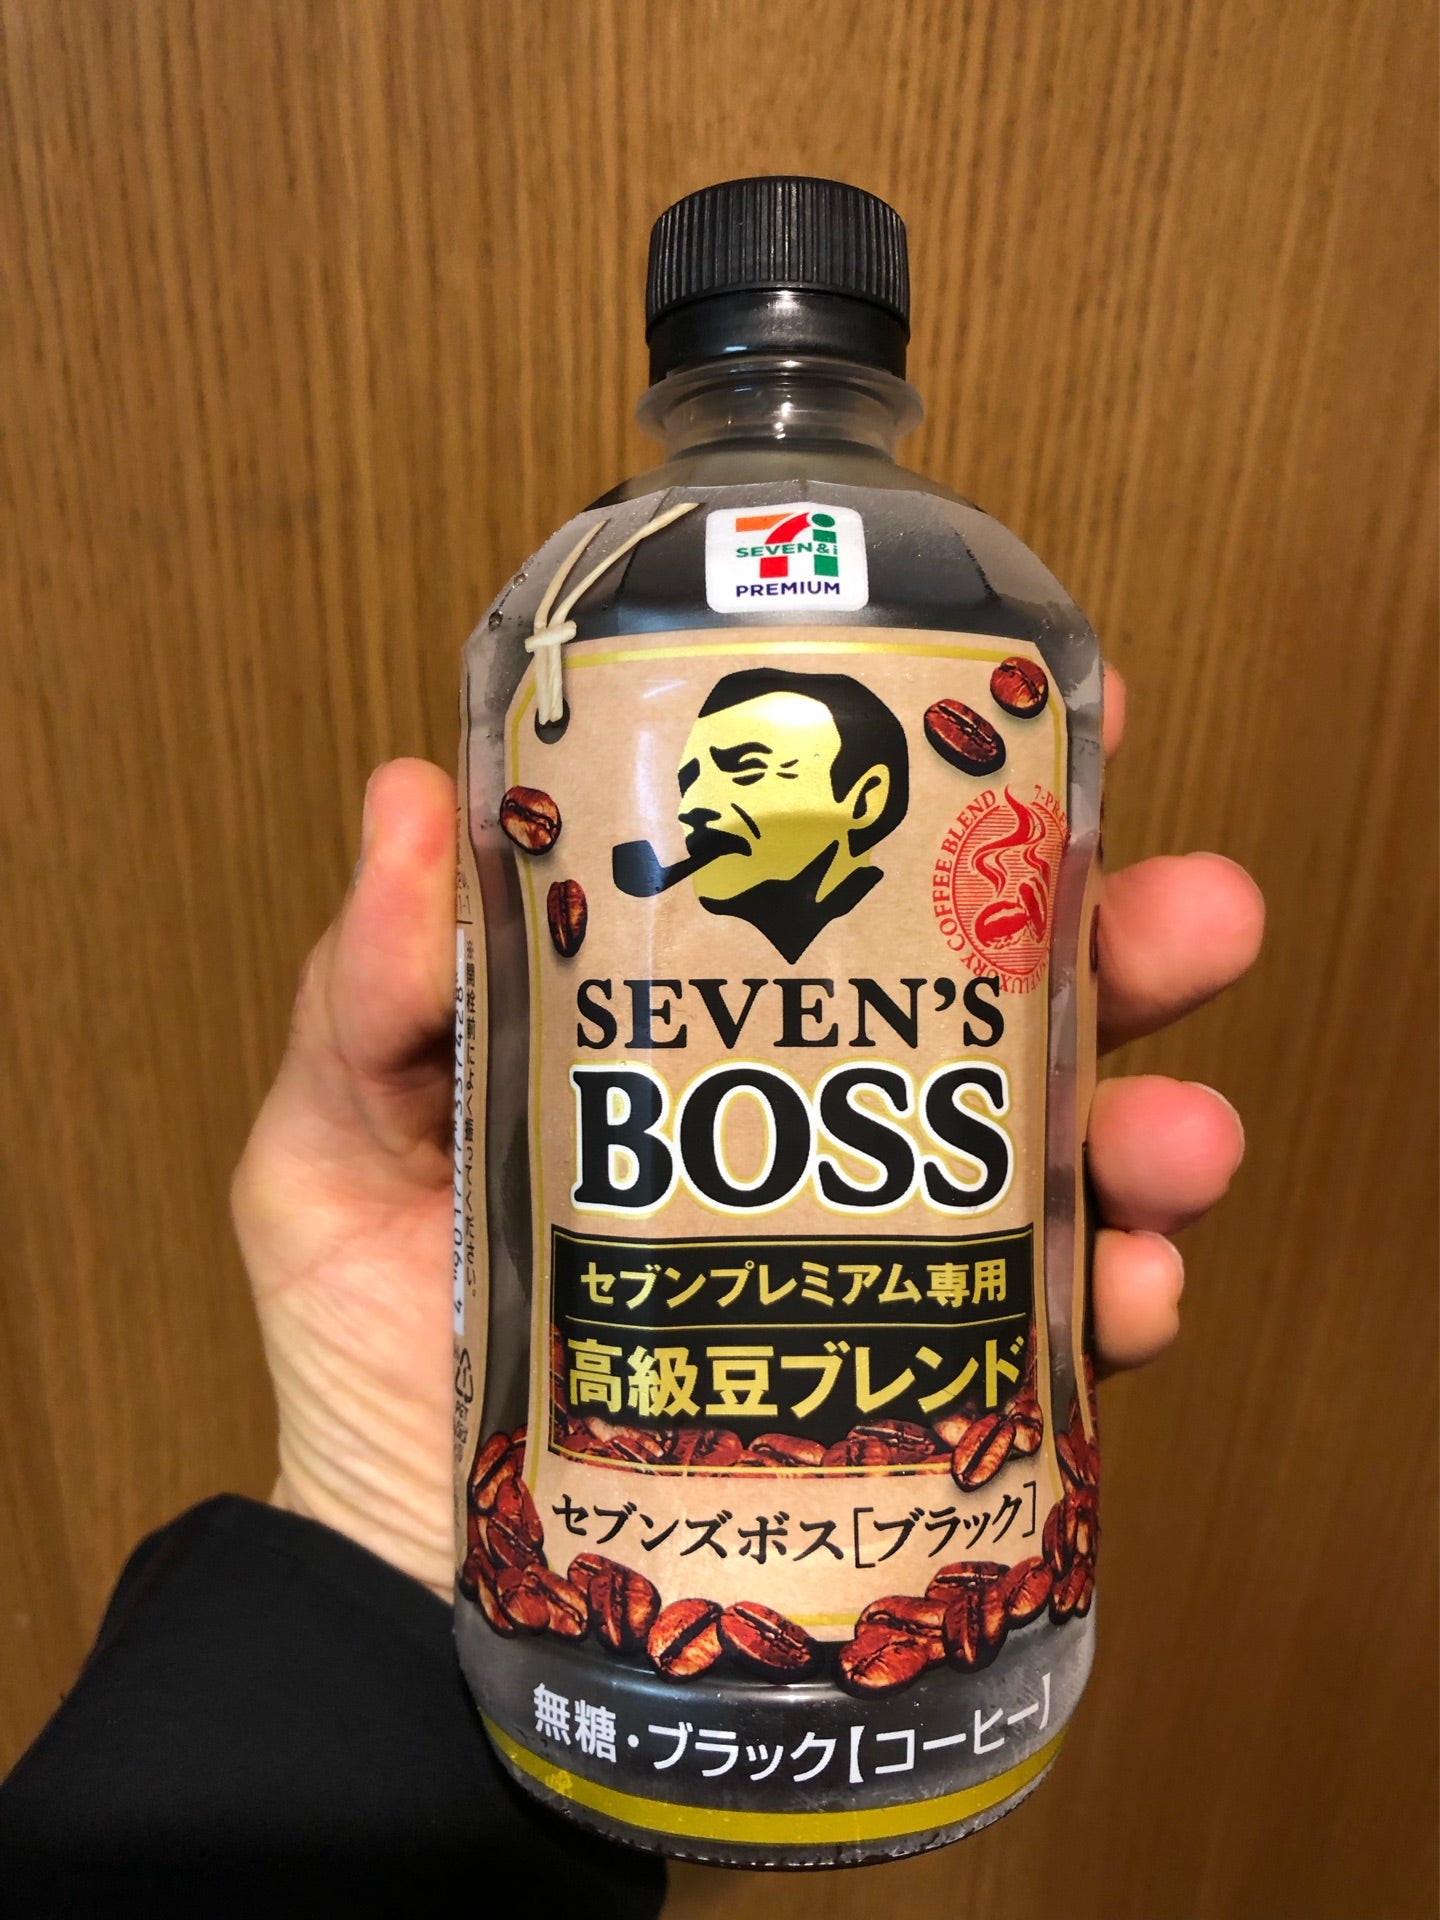 SEVEN&i
PREMIUM
COFFEE BLEND
SEVEN'S
BOSS
セブンプレミアム専用
高級豆ブレンド
セブンズボス[ブラック]
無糖・ブラック【コーヒー】